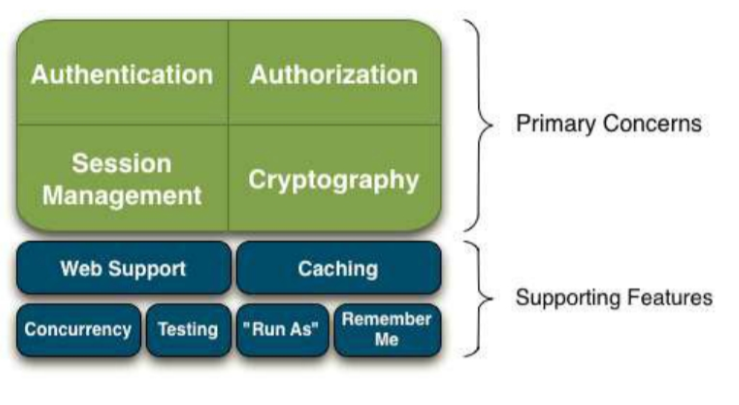 Authentication
Authorization
Session
Management
Cryptography
Primary Concerns
Web Support
Caching
Concurrency
Testing
"Run As"
Remember
Me
Supporting Features